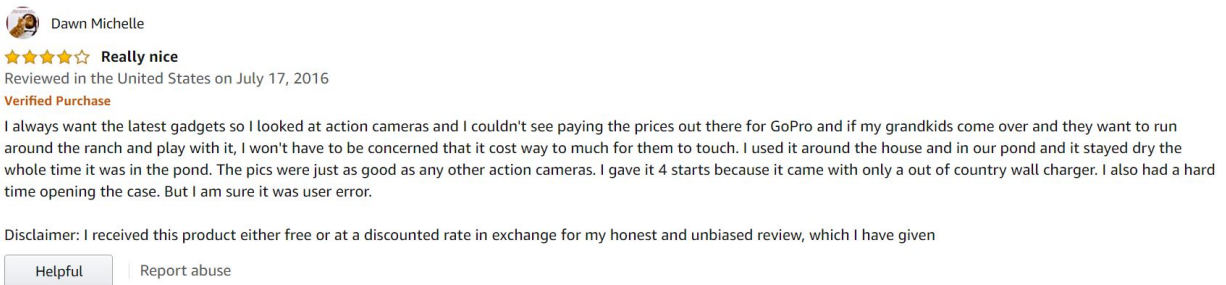 Dawn Michelle
Really nice
Reviewed in the United States on July 17, 2016
Verified Purchase
I always want the latest gadgets so I looked at action cameras and I couldn't see paying the prices out there for GoPro and if my grandkids come over and they want to run
around the ranch and play with it, I won't have to be concerned that it cost way to much for them to touch. I used it around the house and in our pond and it stayed dry the
whole time it was in the pond. The pics were just as good as any other action cameras. I gave it 4 starts because it came with only a out of country wall charger. I also had a hard
time opening the case. But I am sure it was user error.
Disclaimer: I received this product either free or at a discounted rate in exchange for my honest and unbiased review, which I have given
Helpful
Report abuse